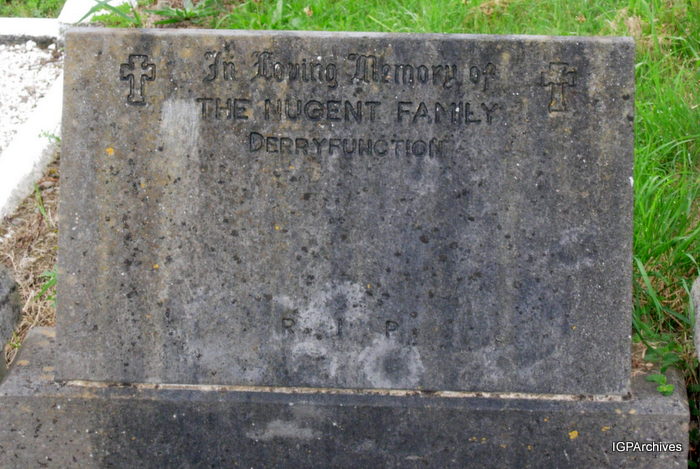 In Loving Memory of
THE NUGENT FAMILY
DERRYFUNCTION
R. I. P.
IGPArchives